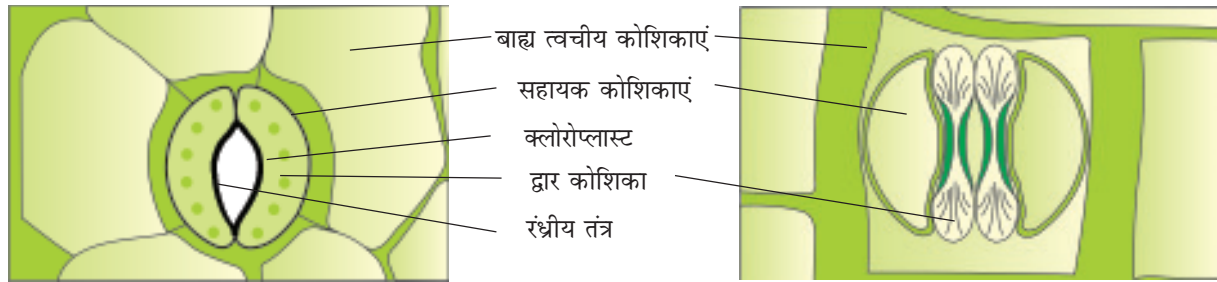 बाह्य त्वचीय कोशिकाएं
सहायक कोशिकाएं
क्लोरोप्लास्ट
द्वार कोशिका
रंध्रीय तंत्र